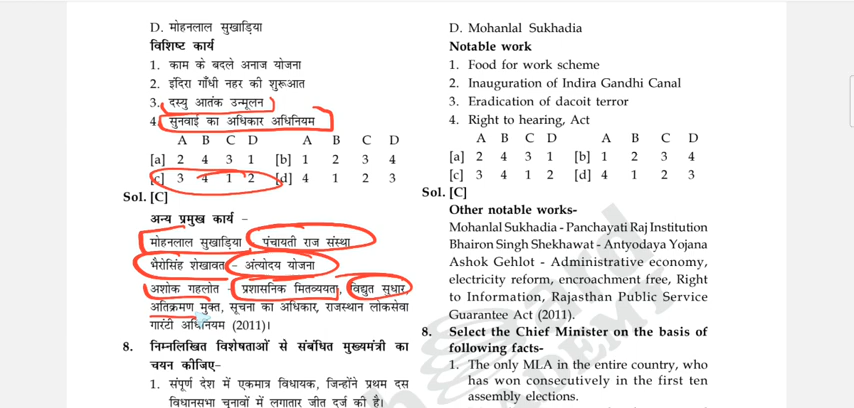 D. मोहनलाल सुखाड़िया
विशिष्ट कार्य
1. काम के बदले अनाज योजना
2. इंदिरा गाँधी नहर की शुरूआत
3. दस्यु आतंक उन्मूलन
4. सुनवाई का अधिकार अधिनियम
A B C D A B C D
[a] 2 4 3 1 [b] 1 2 3 4
[c] 3 4 1 2 [d] 4 1 2 3
Sol. [C]
अन्य प्रमुख कार्य –
मोहनलाल सुखाड़िया पंचायती राज संस्था
भैरोसिंह शेखावत – अंत्योदय योजना
अशोक गहलोत – प्रशासनिक मितव्ययत, विद्युत सुधार,
अतिक्रमण मुक्त, सूचना का अधिकार, राजस्थान लोकसेवा
गारंटी अधिनियम (2011)।
8. निम्नलिखित विशेषताओं से संबंधित मुख्यमंत्री का
चयन कीजिए-
1. संपूर्ण देश में एकमात्र विधायक, जिन्होंने प्रथम दस
विधानसभा चुनावों में लगातार जीत दर्ज की है।
D. Mohanlal Sukhadia
Notable work
1. Food for work scheme
2. Inauguration of Indira Gandhi Canal
3. Eradication of dacoit terror
4. Right to hearing, Act
A B C D A B C D
[a] 2 4 3 1 [b] 1 2 3 4
[c] 3 4 1 2 [d] 4 1 2 3
Sol. [C]
Other notable works-
Mohanlal Sukhadia - Panchayati Raj Institution
Bhairon Singh Shekhawat - Antyodaya Yojana
Ashok Gehlot - Administrative economy,
electricity reform, encroachment free, Right
to Information, Rajasthan Public Service
Guarantee Act (2011).
8. Select the Chief Minister on the basis of
following facts-
1. The only MLA in the entire country, who
has won consecutively in the first ten
assembly elections.